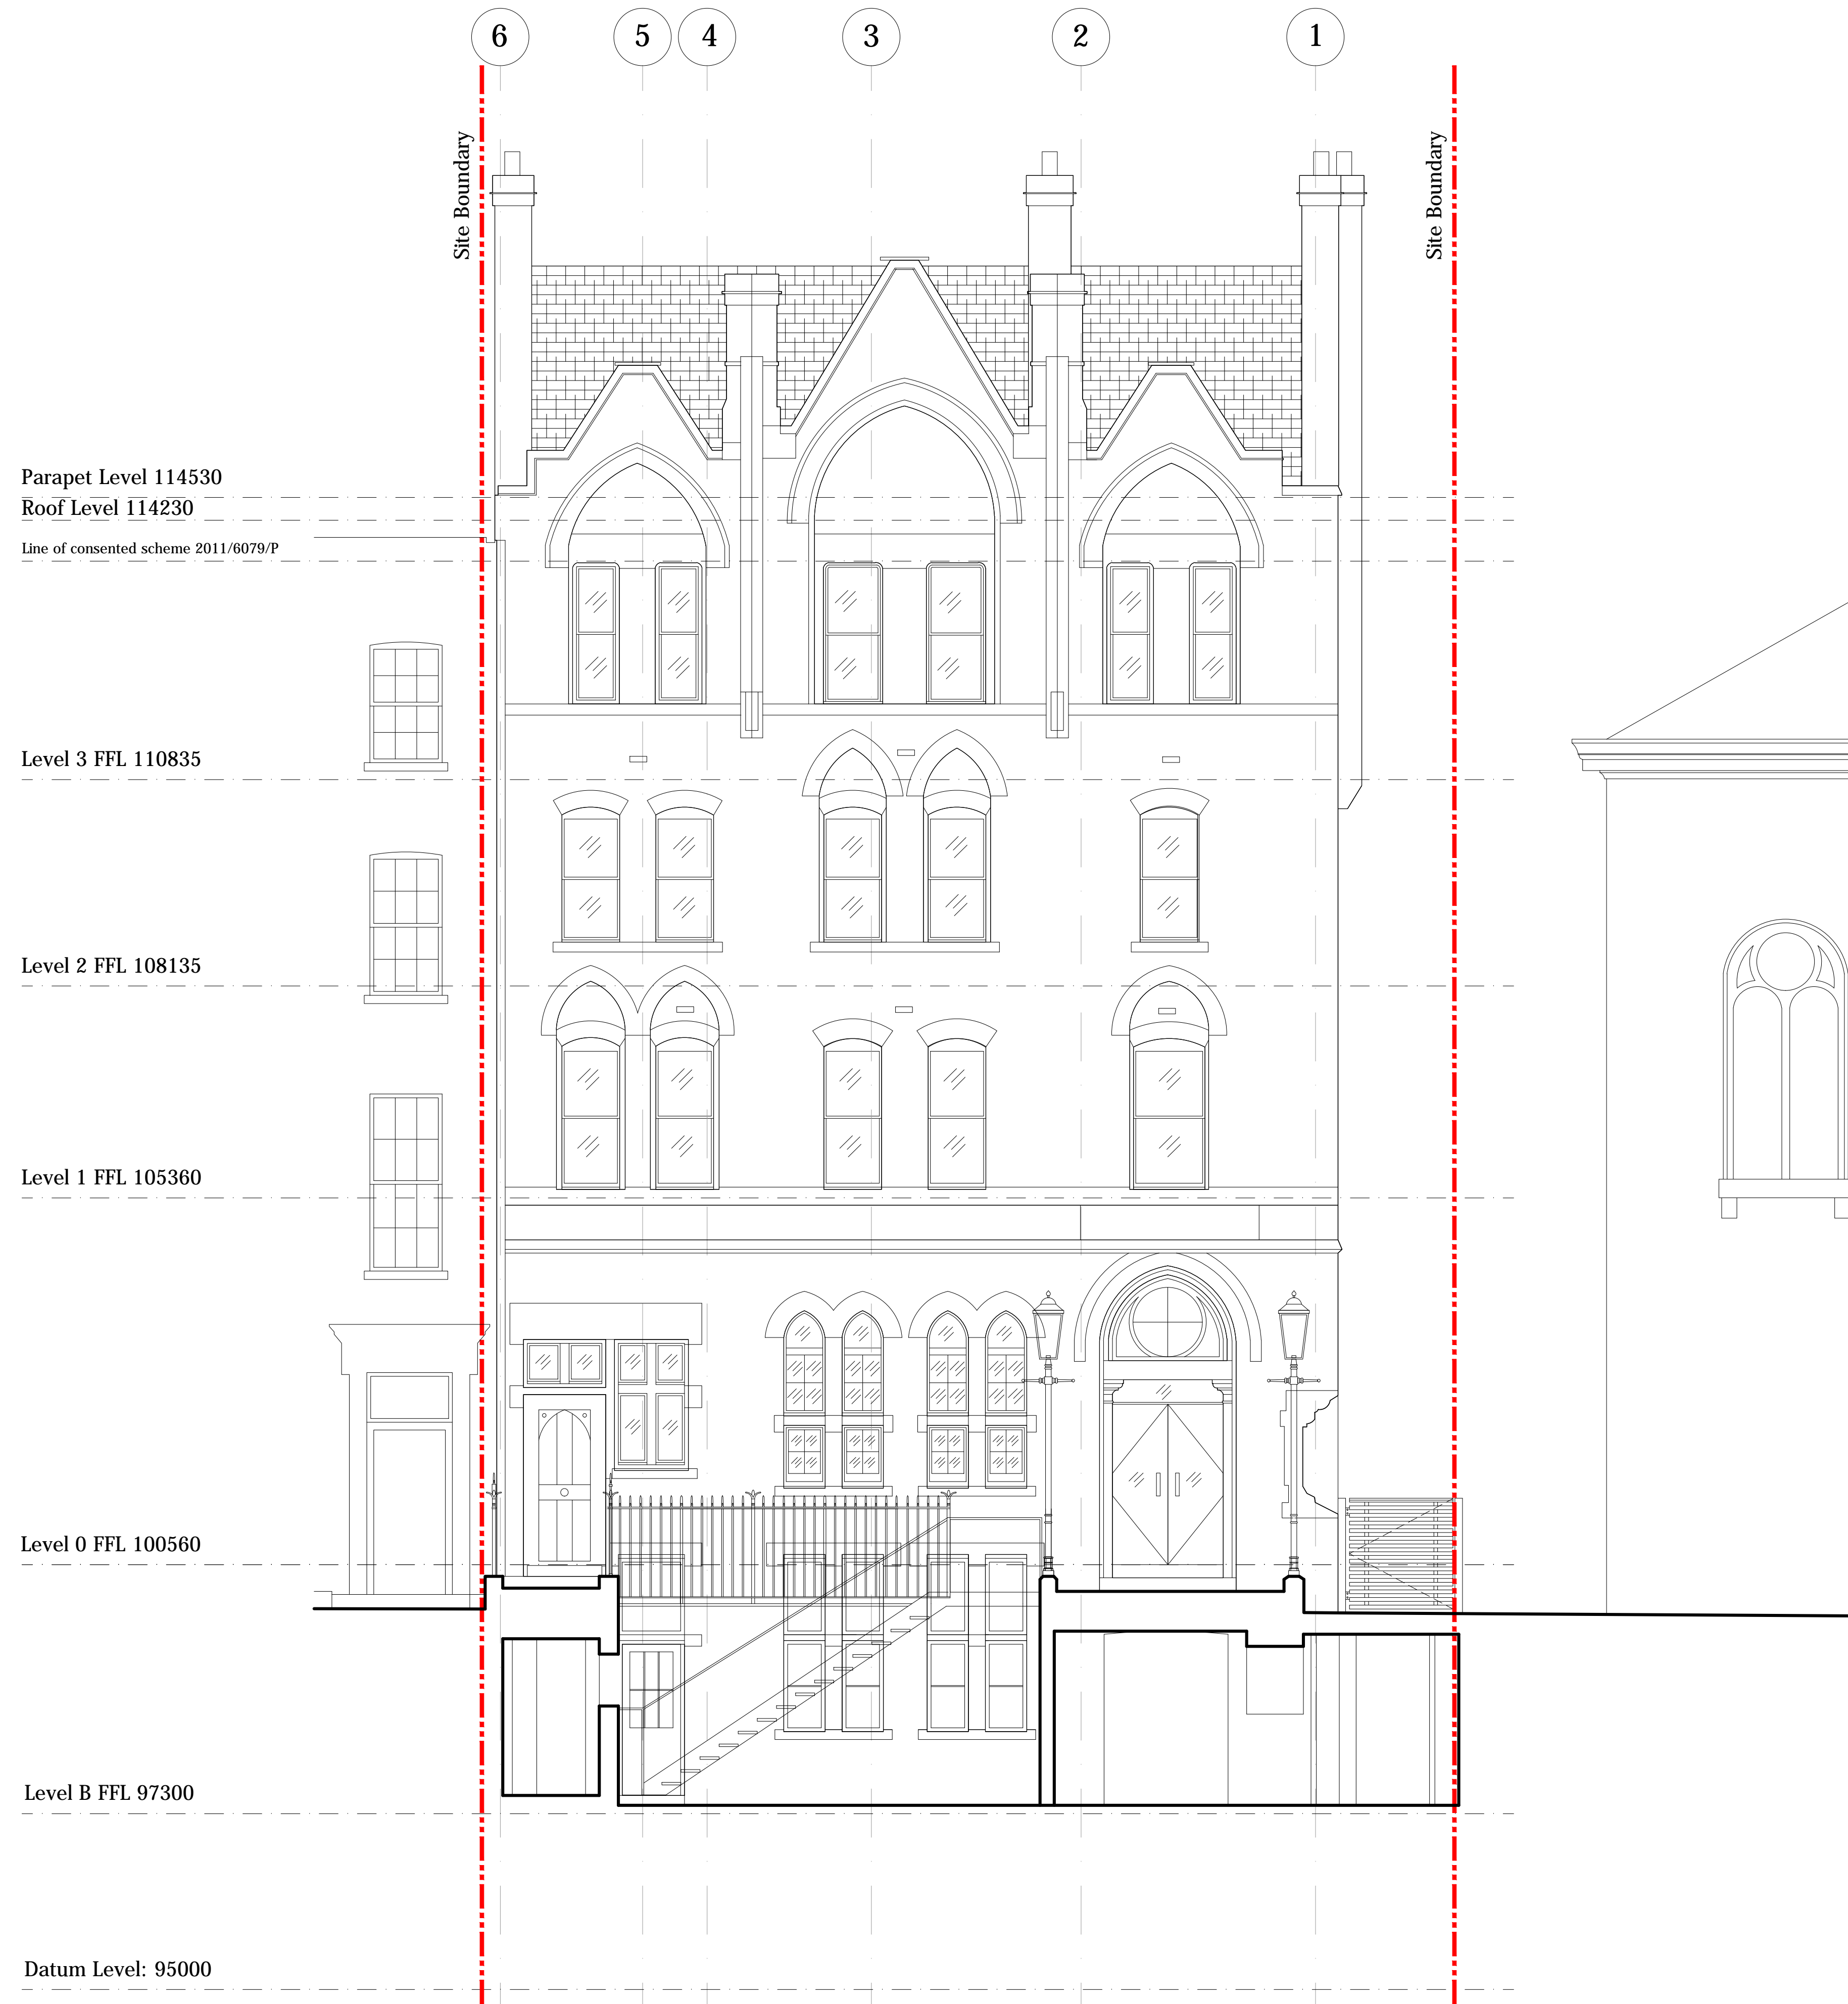 6 5 4 3 2 1
Site Boundary
Site Boundary
Parapet Level 114530
Roof Level 114230
Line of consented scheme 2011/6079/P
Level 3 FFL 110835
Level 2 FFL 108135
Level 1 FFL 105360
Level 0 FFL 100560
Level B FFL 97300
Datum Level: 95000